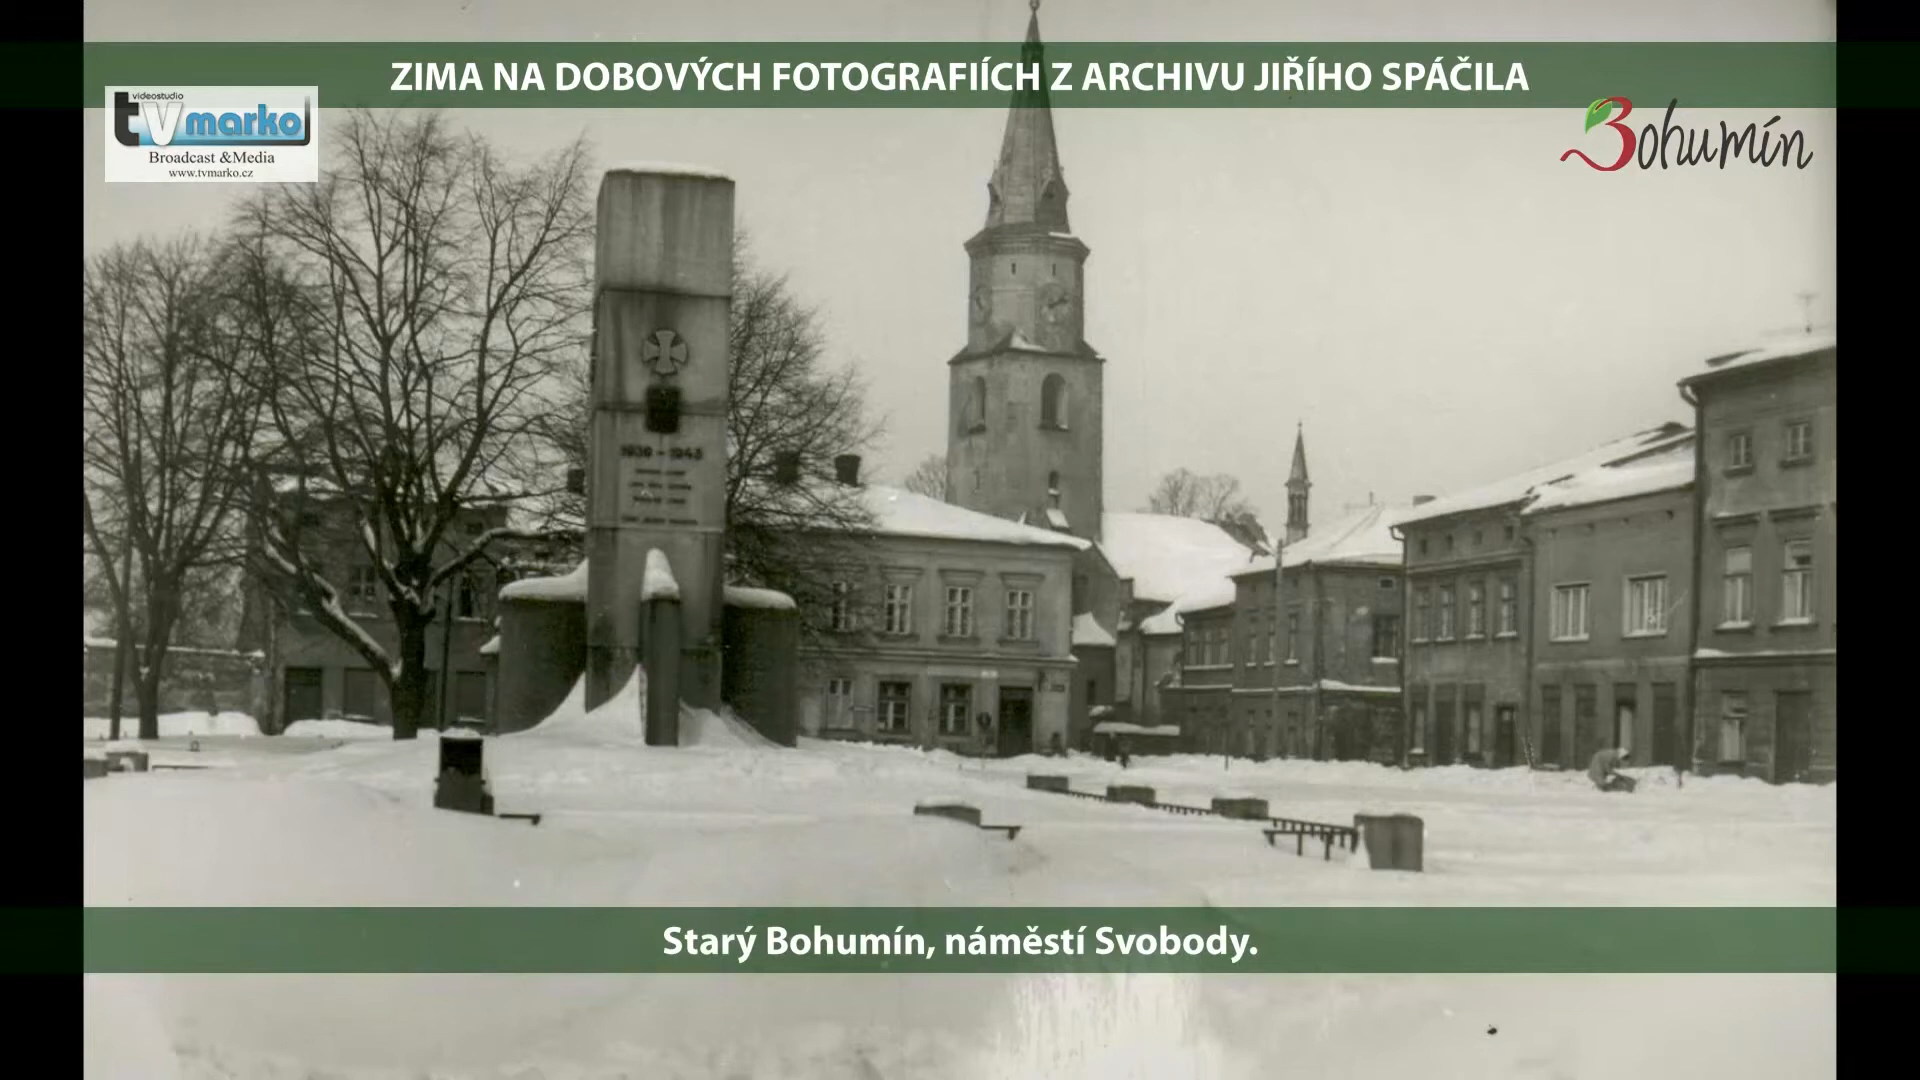 ZIMA NA DOBOVÝCH FOTOGRAFIÍCH Z ARCHIVU JIŘÍHO SPÁČILA
videostudio
tvmarko
Broadcast &Media
www.tvmarko.cz
Bohumín
1939 - 1945
Starý Bohumín, náměstí Svobody.